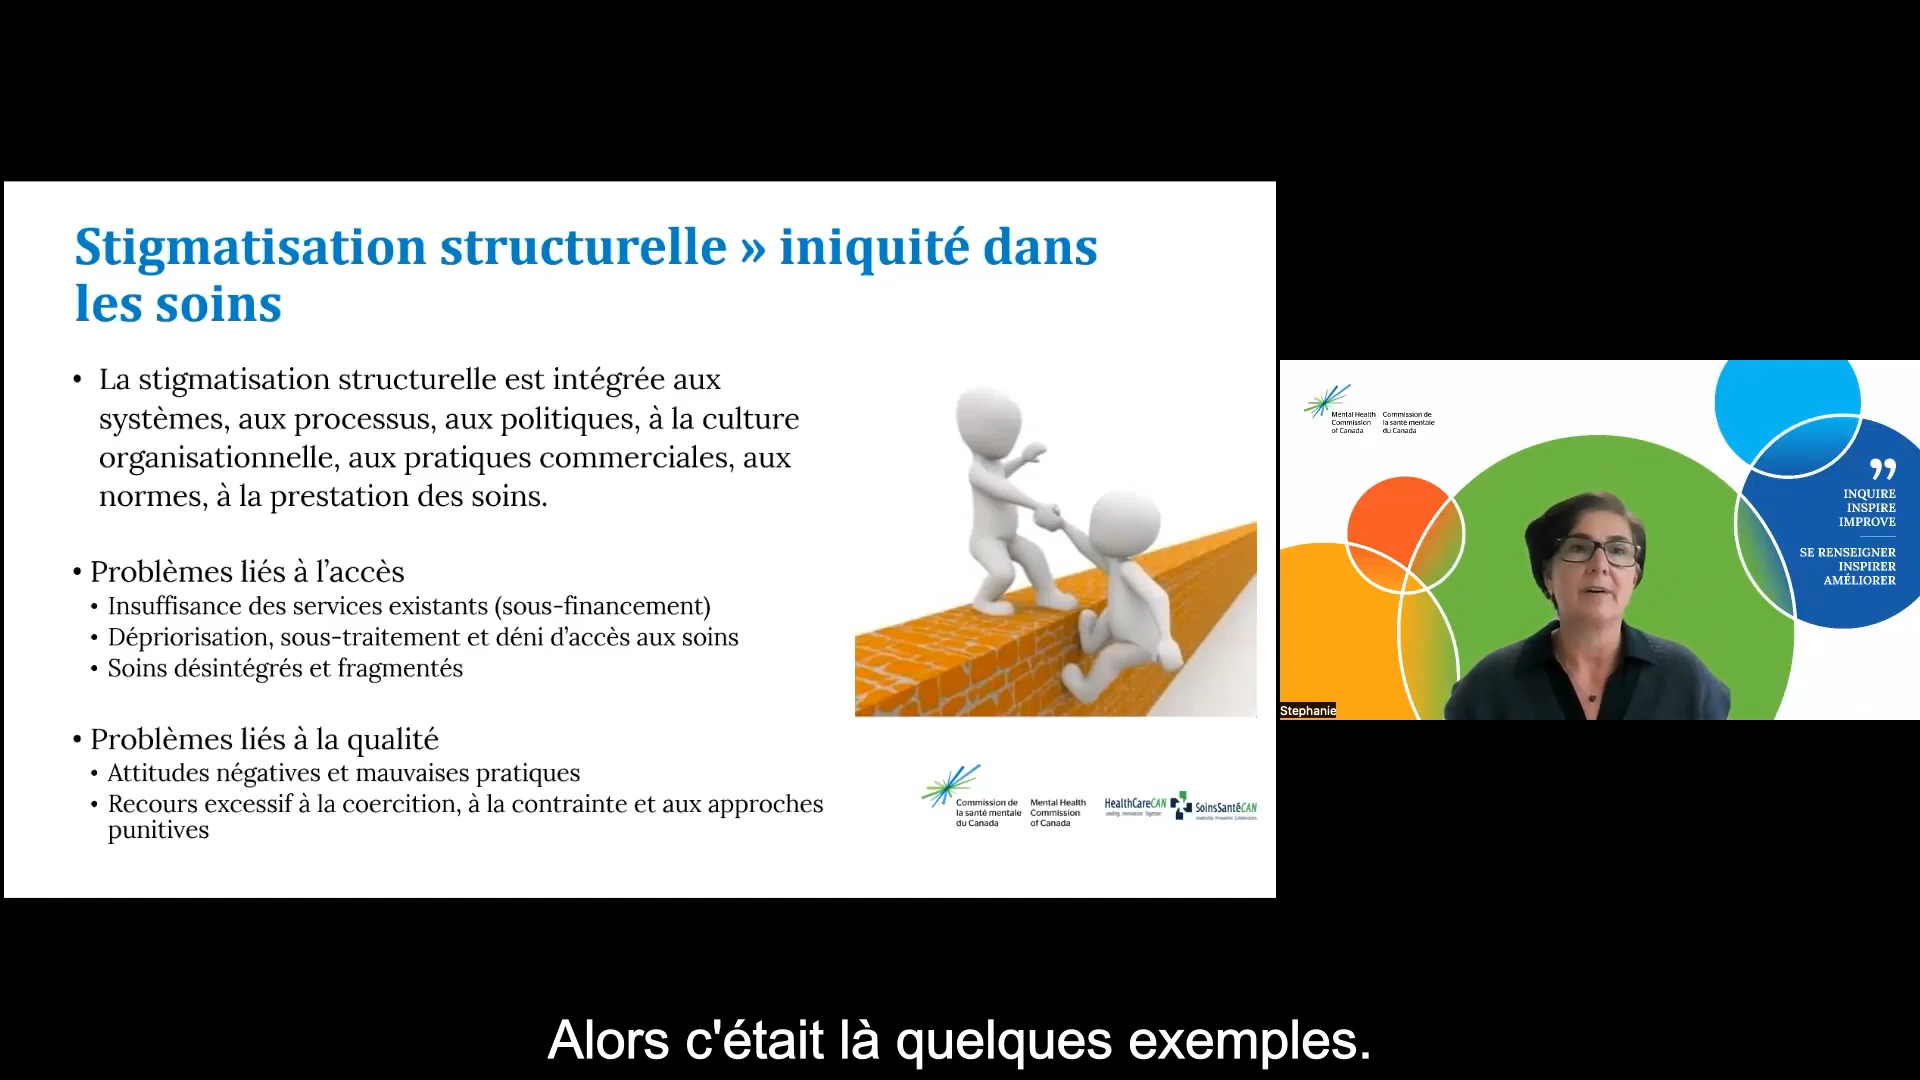 Stigmatisation structurelle » iniquité dans
les soins
• La stigmatisation structurelle est intégrée aux
systèmes, aux processus, aux politiques, à la culture
organisationnelle, aux pratiques commerciales, aux
normes, à la prestation des soins.
• Problèmes liés à l’accès
• Insuffisance des services existants (sous-financement)
• Dépriorisation, sous-traitement et déni d’accès aux soins
• Soins désintégrés et fragmentés
• Problèmes liés à la qualité
• Attitudes négatives et mauvaises pratiques
• Recours excessif à la coercition, à la contrainte et aux approches
punitives
Commission de
la santé mentale
du Canada
Mental Health
Commission
of Canada
HealthCareCAN
Leading. Innovation. Together.
SoinsSantéCAN
Mental Health
Commission
of Canada
Commission de
la santé mentale
du Canada
INQUIRE
INSPIRE
IMPROVE
SE RENSEIGNER
INSPIRER
AMÉLIORER
Stephanie
Alors c'était là quelques exemples.